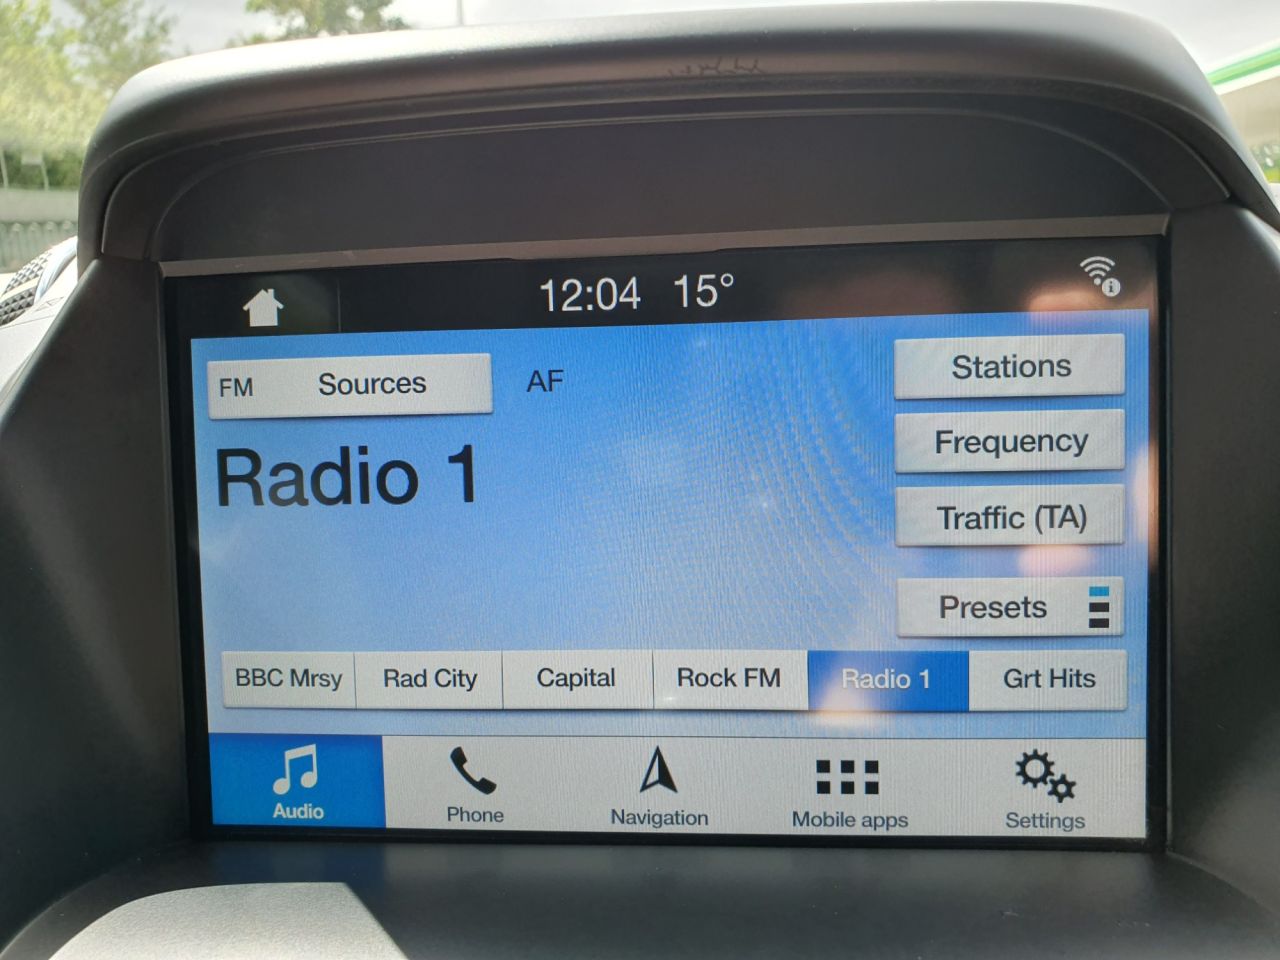 12:04 15°
FM Sources AF
Stations
Radio 1
Frequency
Traffic (TA)
Presets
BBC Mrsy Rad City Capital Rock FM Radio 1 Grt Hits
Audio Phone Navigation Mobile apps Settings